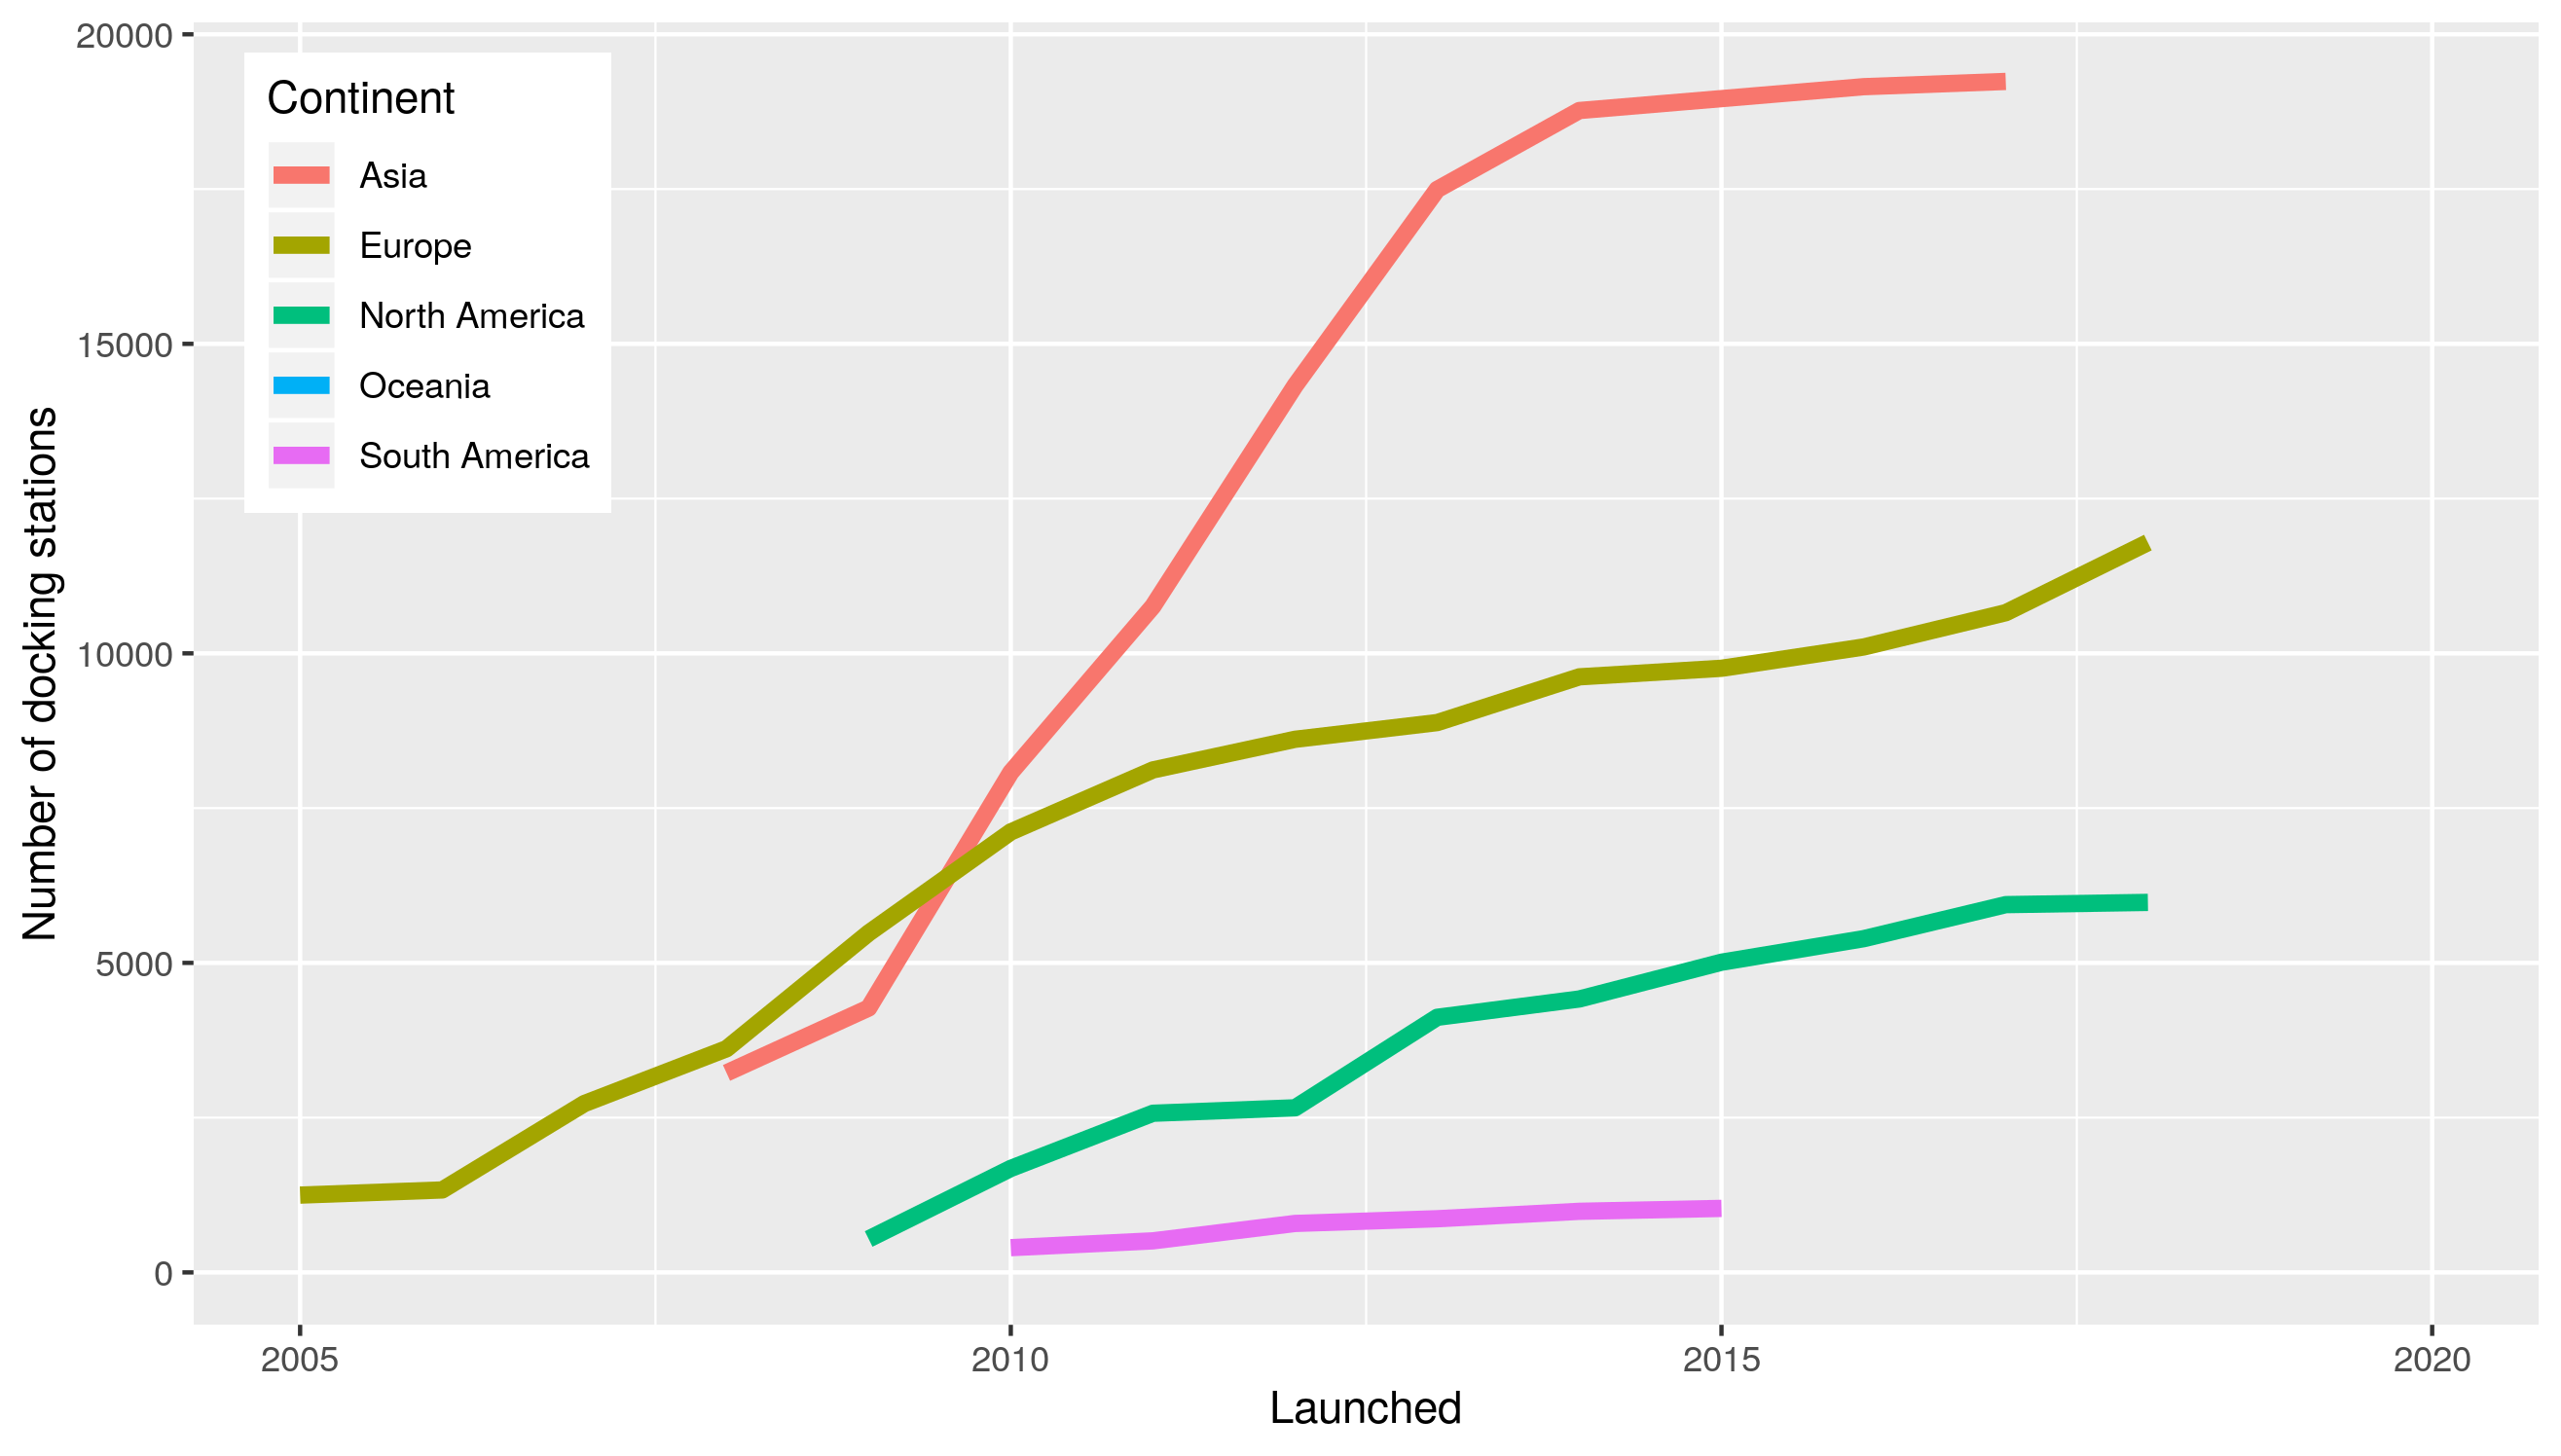 20000
15000
10000
5000
0
Number of docking stations
Continent
Asia
Europe
North America
Oceania
South America
2005
2010
2015
2020
Launched